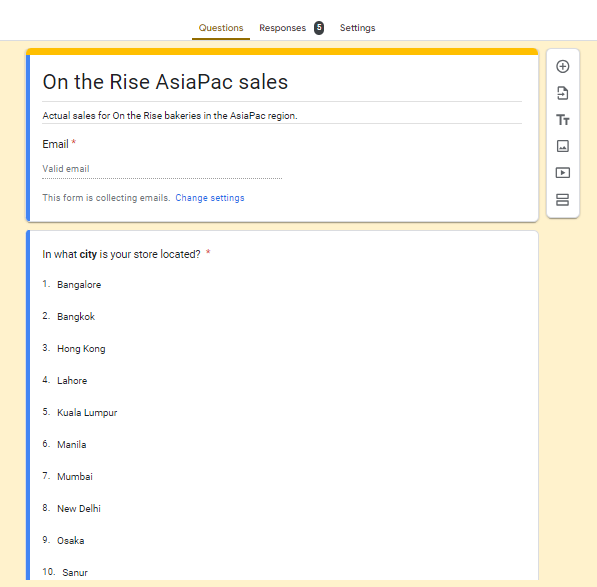 Questions Responses 5 Settings
On the Rise AsiaPac sales
Actual sales for On the Rise bakeries in the AsiaPac region.
Email *
Valid email
This form is collecting emails. Change settings
In what city is your store located? *
1. Bangalore
2. Bangkok
3. Hong Kong
4. Lahore
5. Kuala Lumpur
6. Manila
7. Mumbai
8. New Delhi
9. Osaka
10. Sanur
Tт